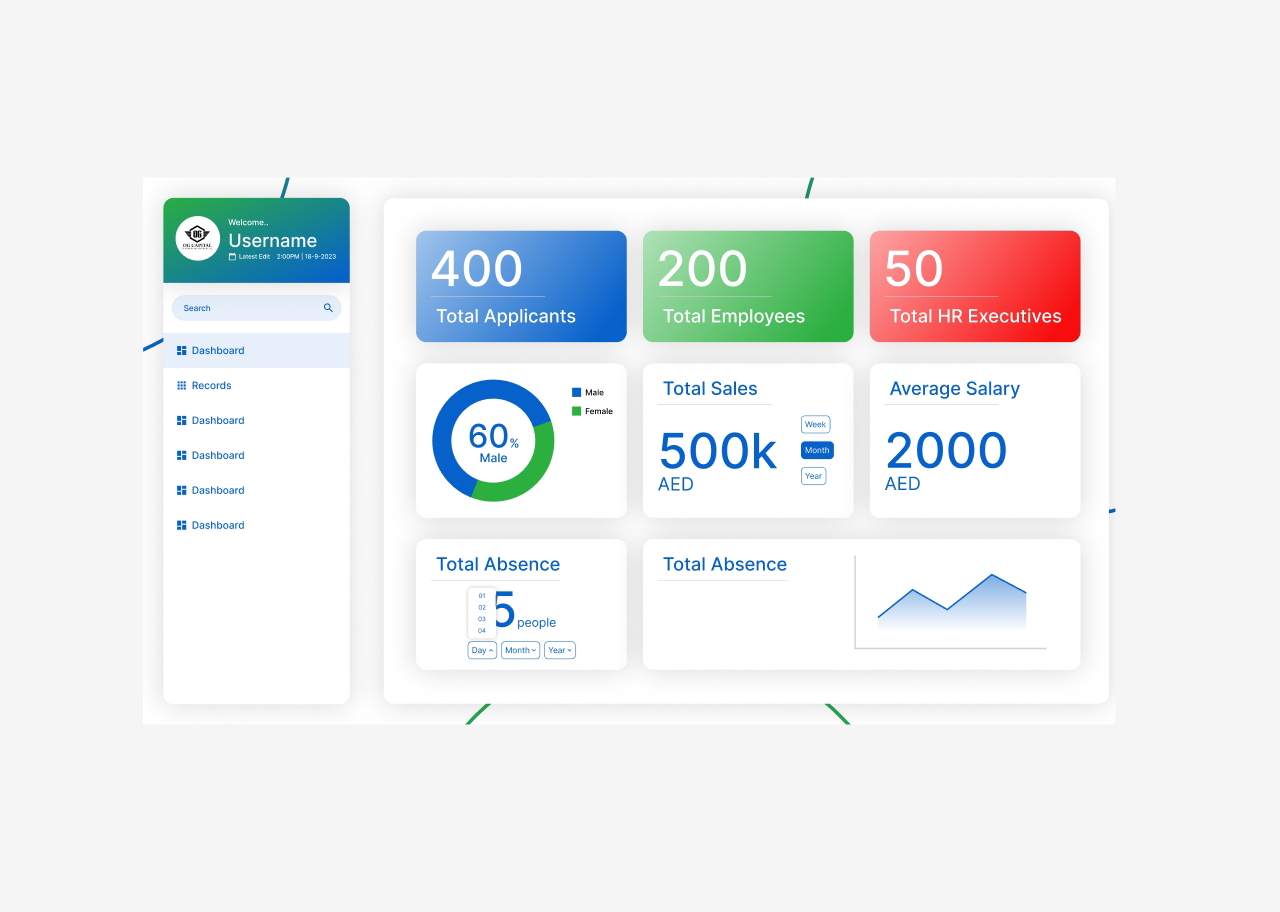 Welcome..
OG
OG CAPITAL
Username
Latest Edit 2:00PM | 18-9-2023
Search
Dashboard
Records
Dashboard
Dashboard
Dashboard
Dashboard
400
Total Applicants
200
Total Employees
50
Total HR Executives
60%
Male
Male
Female
Total Sales
500k
AED
Week
Month
Year
Average Salary
2000
AED
Total Absence
5 people
01
02
03
04
Day Month Year
Total Absence